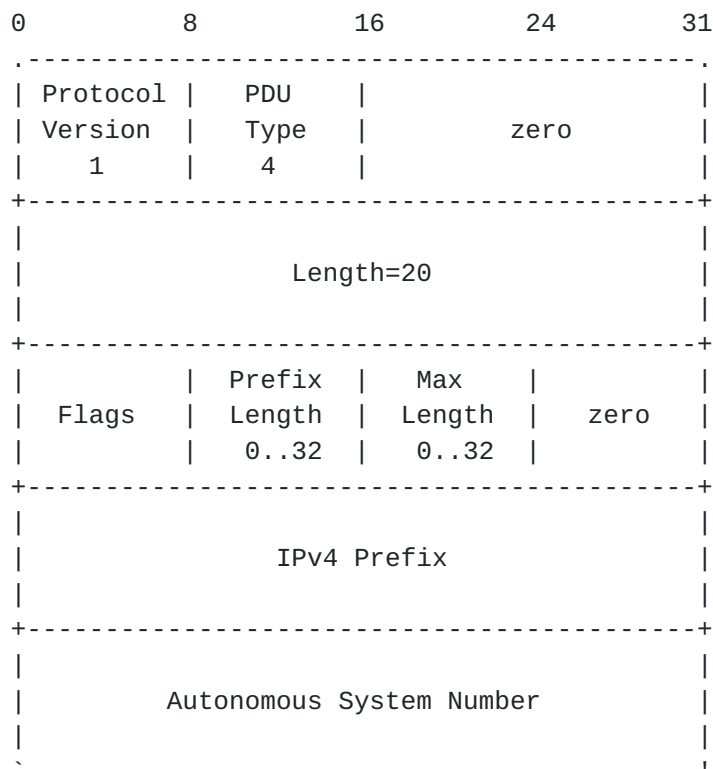 0          8          16         24        31
.-------------------------------------------.
| Protocol |   PDU    |                     |
| Version  |   Type   |         zero        |
|    1     |    4     |                     |
+-------------------------------------------+
|                                           |
|                 Length=20                 |
|                                           |
+-------------------------------------------+
|          |  Prefix  |   Max    |          |
|  Flags   |  Length  |  Length  |   zero   |
|          |   0..32  |   0..32  |          |
+-------------------------------------------+
|                                           |
|                IPv4 Prefix                |
|                                           |
+-------------------------------------------+
|                                           |
|         Autonomous System Number          |
|                                           |
`-------------------------------------------'